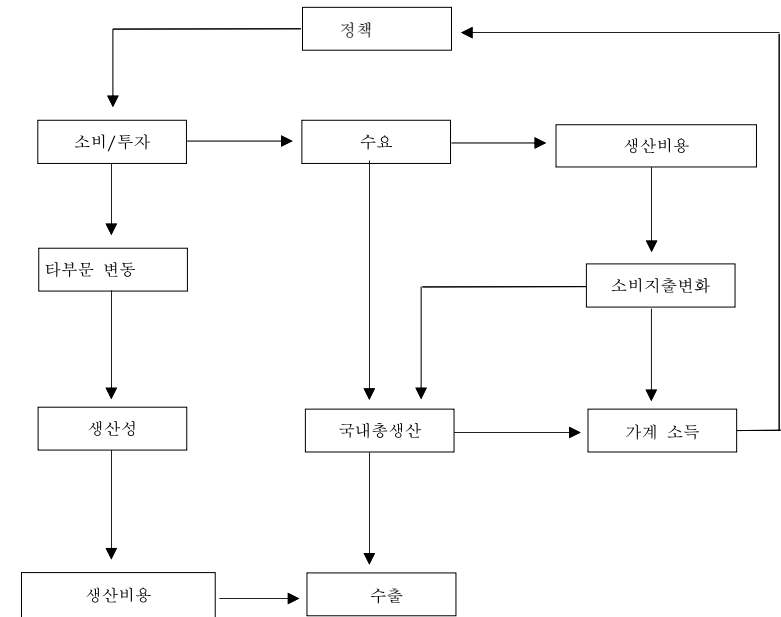 정책
소비/투자
수요
생산비용
타부문 변동
소비지출변화
생산성
국내총생산
가계 소득
생산비용
수출